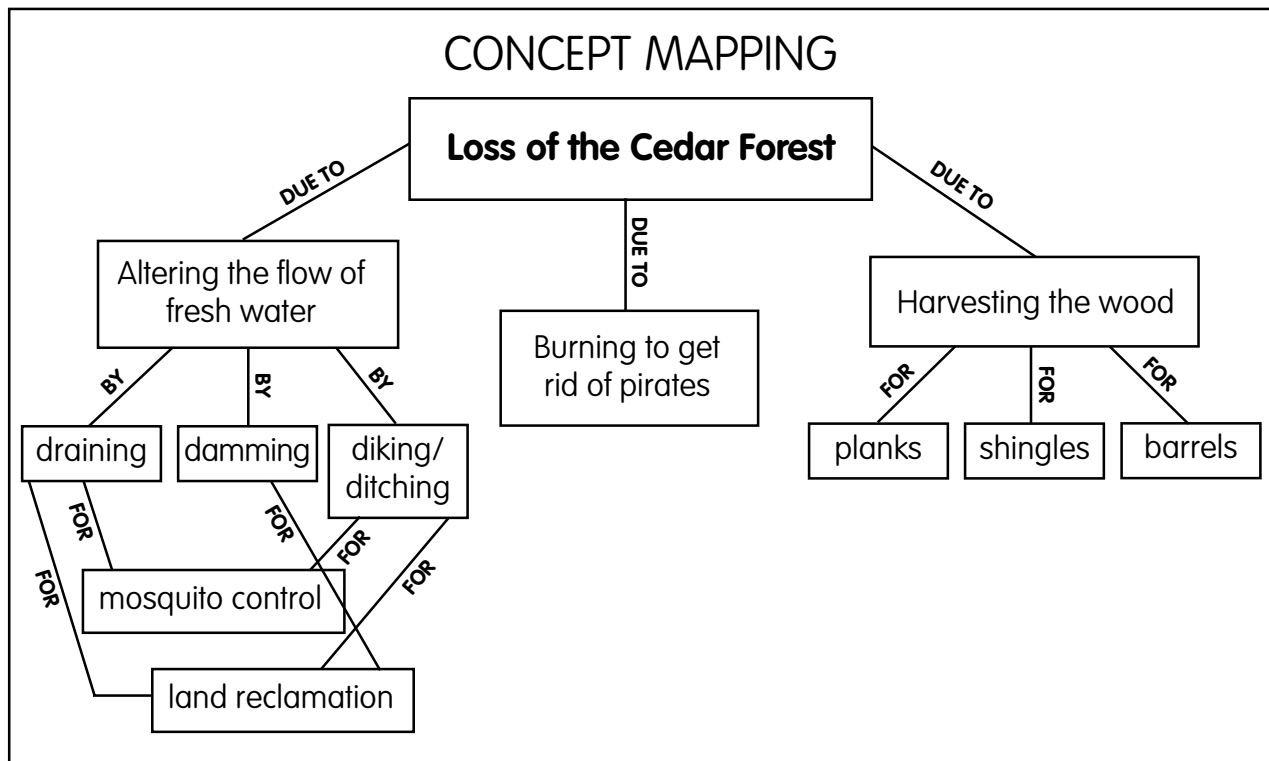 CONCEPT MAPPING
Loss of the Cedar Forest
DUE TO
DUE TO
DUE TO
Altering the flow of
fresh water
Burning to get
rid of pirates
Harvesting the wood
BY
BY
BY
FOR
FOR
FOR
draining
damming
diking/
ditching
planks
shingles
barrels
FOR
FOR
FOR
FOR
FOR
mosquito control
land reclamation